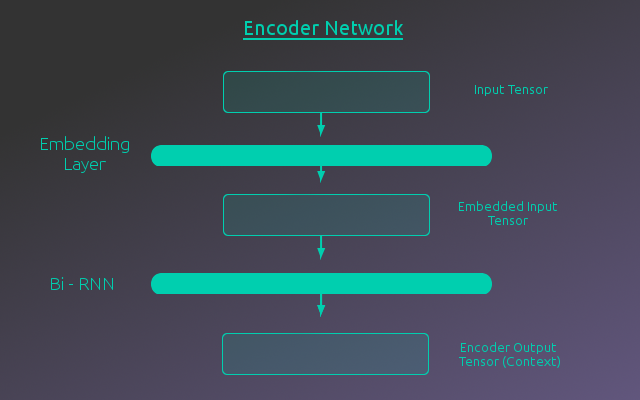 Encoder Network
Input Tensor
Embedding
Layer
Embedded Input
Tensor
Bi - RNN
Encoder Output
Tensor (Context)